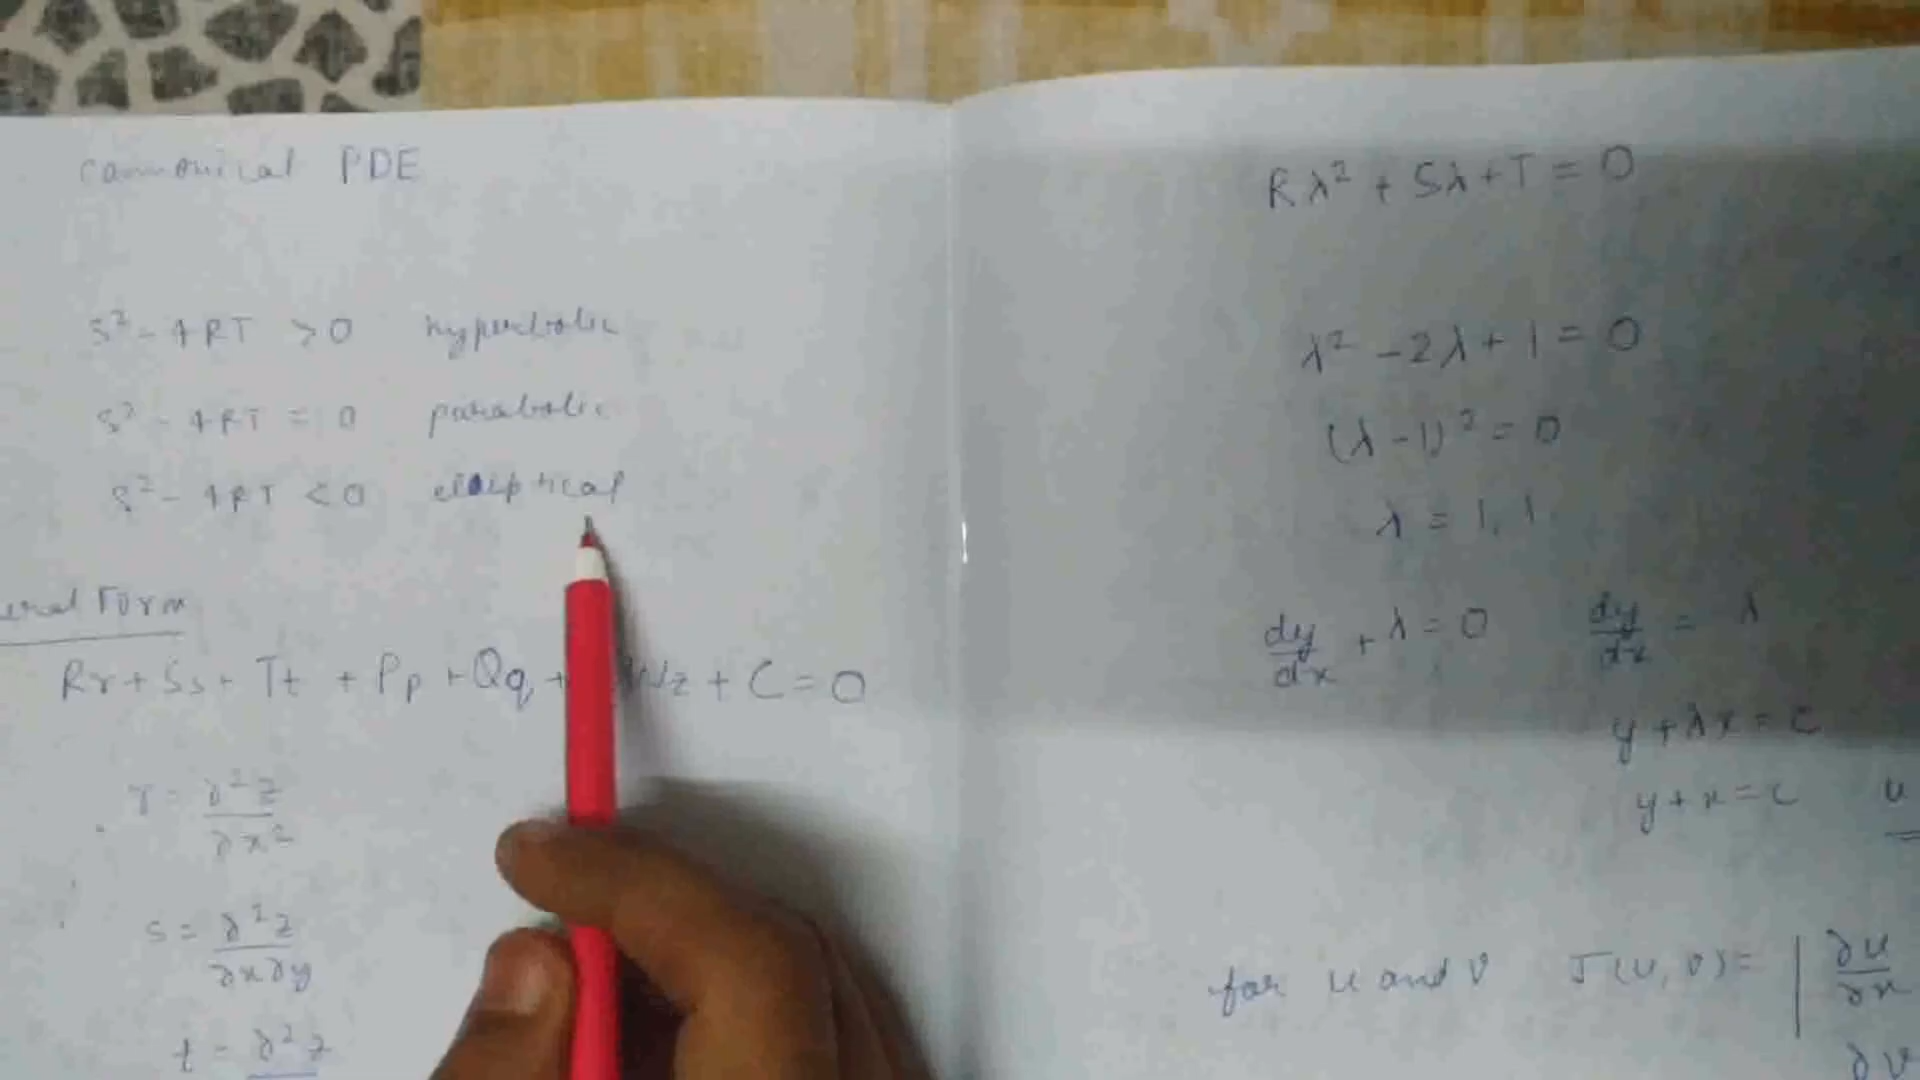 canonical PDE
S² - 4RT > 0 hyperbolic
S² - 4RT = 0 parabolic
S² - 4RT < 0 elliptical
eral Form
Rr + Ss + Tt + Pp + Qq + z + C = 0
r = ∂²z/∂x²
s = ∂²z/∂x∂y
t = ∂²z
Rλ² + Sλ + T = 0
λ² - 2λ + 1 = 0
(λ - 1)² = 0
λ = 1, 1
dy/dx + λ = 0 dy/dx = λ
y + λx = c
y + x = c u
for u and v J(u, v) = | ∂u/∂x
∂v